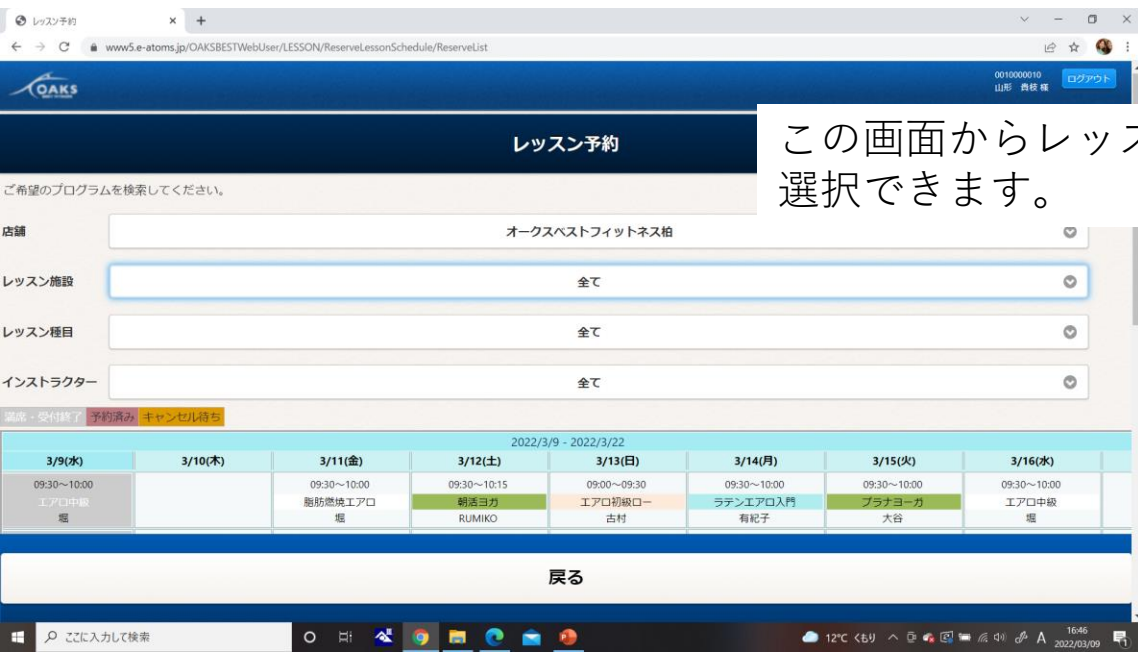 レッスン予約
www5.e-atoms.jp/OAKSBESTWebUser/LESSON/ReserveLessonSchedule/ReserveList
OAKS
0010000010
山形 貴枝 様
ログアウト
レッスン予約
この画面からレッス
選択できます。
ご希望のプログラムを検索してください。
店舗 オークスベストフィットネス柏
レッスン施設 全て
レッスン種目 全て
インストラクター 全て
満席・受付終了 予約済み キャンセル待ち
2022/3/9 - 2022/3/22
3/9(水) 3/10(木) 3/11(金) 3/12(土) 3/13(日) 3/14(月) 3/15(火) 3/16(水)
09:30～10:00 09:30～10:00 09:30～10:15 09:00～09:30 09:30～10:00 09:30～10:00 09:30～10:00
エアロ中級 脂肪燃焼エアロ 朝活ヨガ エアロ初級ロー ラテンエアロ入門 プラナヨーガ エアロ中級
堀 堀 RUMIKO 古村 有紀子 大谷 堀
戻る
ここに入力して検索
12°C くもり
A
16:46
2022/03/09